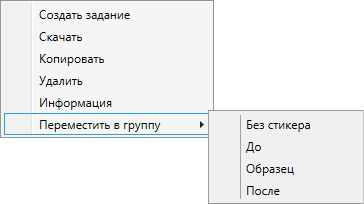 Создать задание
Скачать
Копировать
Удалить
Информация
Переместить в группу
Без стикера
До
Образец
После